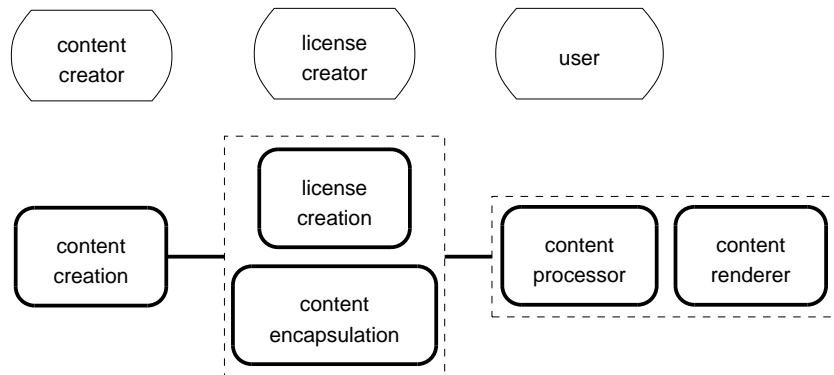 content
creator
license
creator
user
license
creation
content
creation
content
encapsulation
content
processor
content
renderer